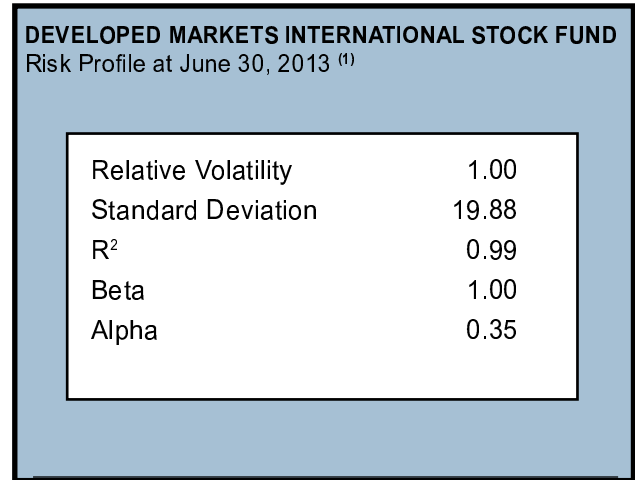 DEVELOPED MARKETS INTERNATIONAL STOCK FUND
Risk Profile at June 30, 2013 (1)
Relative Volatility 1.00
Standard Deviation 19.88
R² 0.99
Beta 1.00
Alpha 0.35